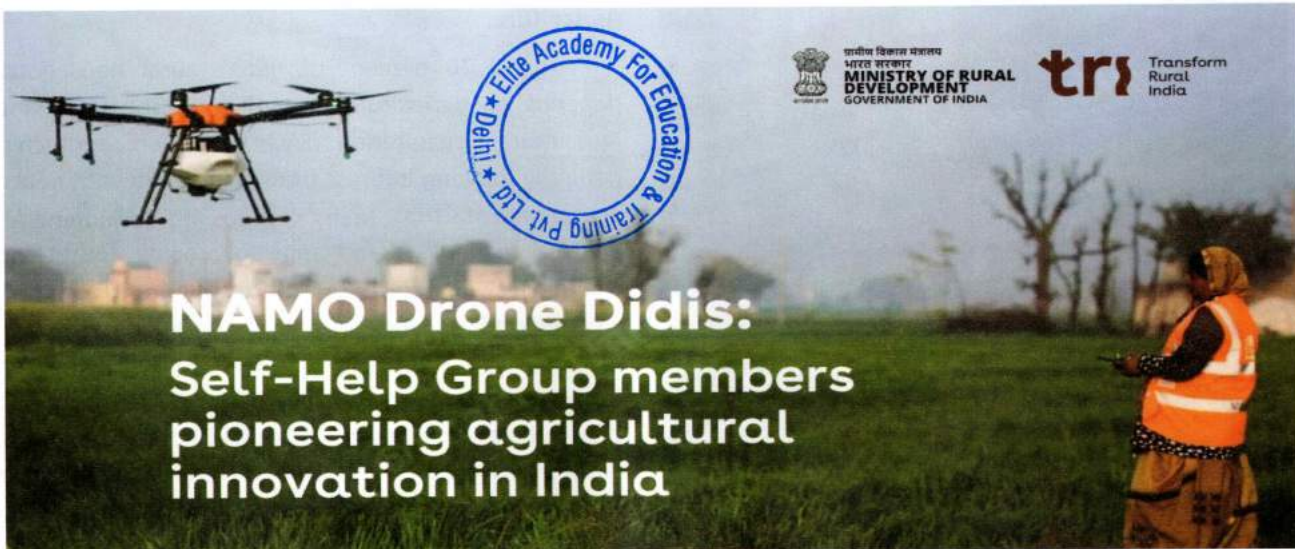 ★ Elite Academy For Education & Training Pvt. Ltd. ★ Delhi
ग्रामीण विकास मंत्रालय
भारत सरकार
MINISTRY OF RURAL
DEVELOPMENT
GOVERNMENT OF INDIA
trs
Transform
Rural
India
NAMO Drone Didis:
Self-Help Group members
pioneering agricultural
innovation in India